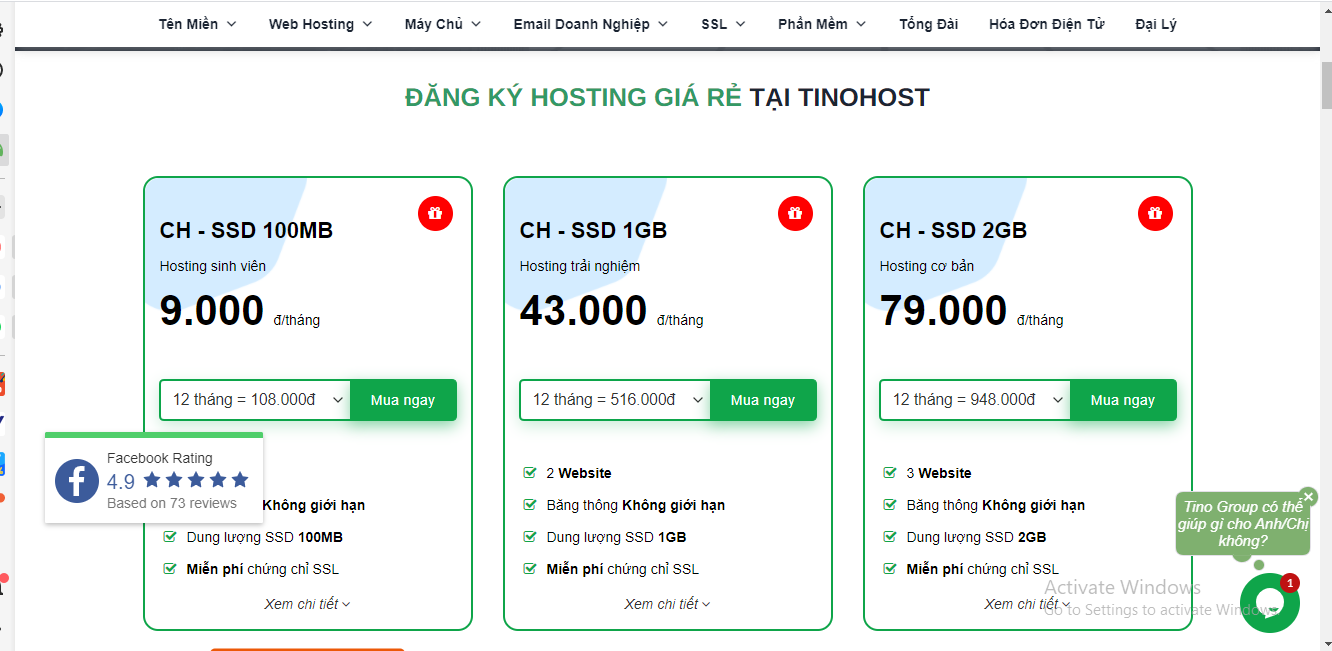 Tên Miền Web Hosting Máy Chủ Email Doanh Nghiệp SSL Phần Mềm Tổng Đài Hóa Đơn Điện Tử Đại Lý
ĐĂNG KÝ HOSTING GIÁ RẺ TẠI TINOHOST
CH - SSD 100MB
Hosting sinh viên
9.000 đ/tháng
12 tháng = 108.000đ Mua ngay
Không giới hạn
Dung lượng SSD 100MB
Miễn phí chứng chỉ SSL
Xem chi tiết
CH - SSD 1GB
Hosting trải nghiệm
43.000 đ/tháng
12 tháng = 516.000đ Mua ngay
2 Website
Băng thông Không giới hạn
Dung lượng SSD 1GB
Miễn phí chứng chỉ SSL
Xem chi tiết
CH - SSD 2GB
Hosting cơ bản
79.000 đ/tháng
12 tháng = 948.000đ Mua ngay
3 Website
Băng thông Không giới hạn
Dung lượng SSD 2GB
Miễn phí chứng chỉ SSL
Xem chi tiết
Facebook Rating
4.9
Based on 73 reviews
Tino Group có thể
giúp gì cho Anh/Chị
không?
1
Activate Windows
Go to Settings to activate Windows.